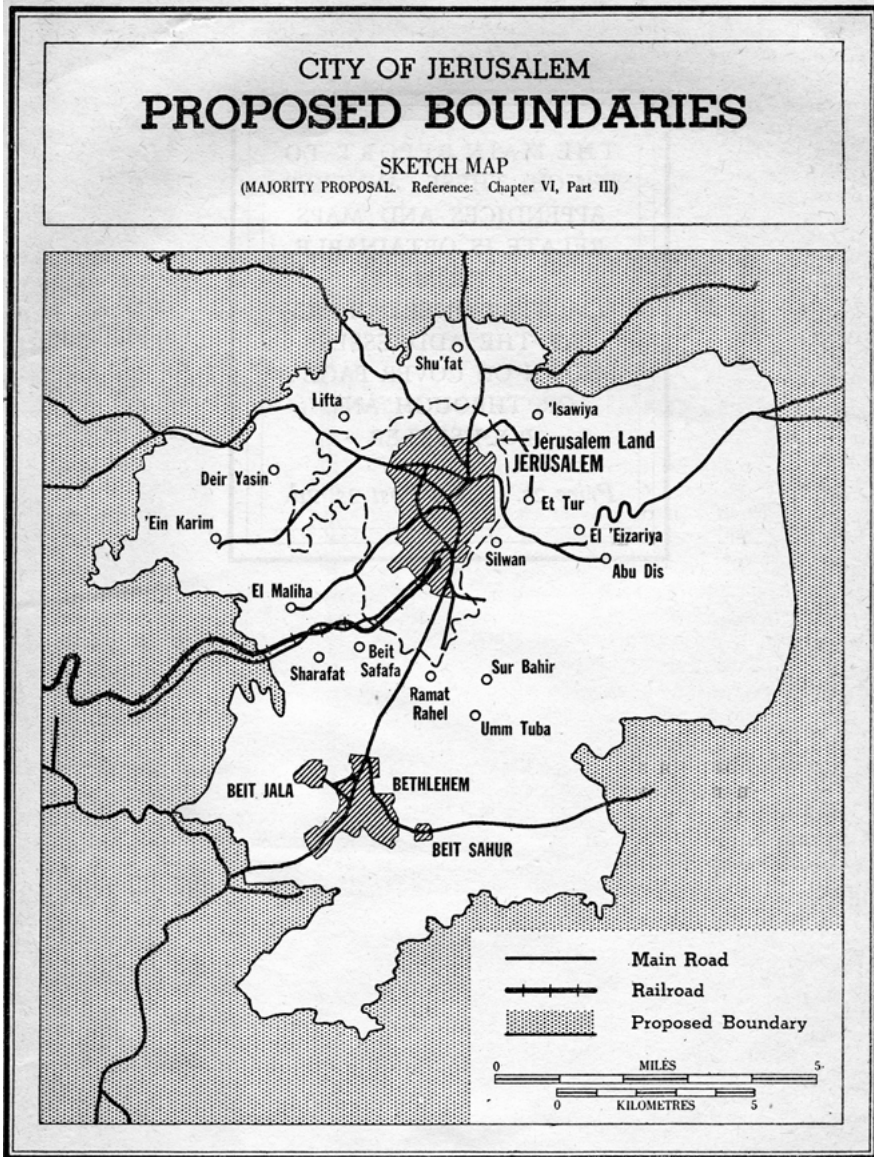 CITY OF JERUSALEM
PROPOSED BOUNDARIES
SKETCH MAP
(MAJORITY PROPOSAL. Reference: Chapter VI, Part III)
Shu'fat
Lifta
'Isawiya
Jerusalem Land
JERUSALEM
Deir Yasin
Et Tur
'Ein Karim
El 'Eizariya
Silwan
Abu Dis
El Maliha
Beit
Safafa
Sharafat
Ramat
Rahel
Sur Bahir
Umm Tuba
BEIT JALA
BETHLEHEM
BEIT SAHUR
Main Road
Railroad
Proposed Boundary
0 MILES 5
0 KILOMETRES 5